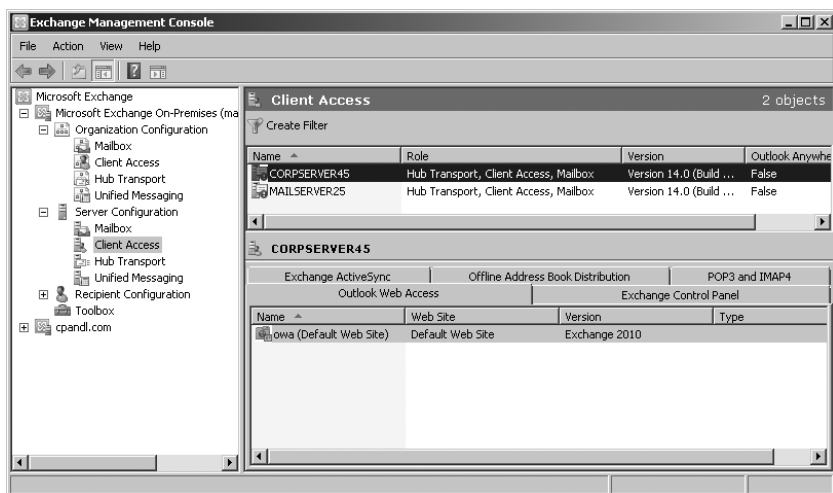 Exchange Management Console
File Action View Help
Microsoft Exchange
Microsoft Exchange On-Premises (ma
Organization Configuration
Mailbox
Client Access
Hub Transport
Unified Messaging
Server Configuration
Mailbox
Client Access
Hub Transport
Unified Messaging
Recipient Configuration
Toolbox
cpandl.com
Client Access 2 objects
Create Filter
Name Role Version Outlook Anywhe
CORPSERVER45 Hub Transport, Client Access, Mailbox Version 14.0 (Build ... False
MAILSERVER25 Hub Transport, Client Access, Mailbox Version 14.0 (Build ... False
CORPSERVER45
Exchange ActiveSync Offline Address Book Distribution POP3 and IMAP4
Outlook Web Access Exchange Control Panel
Name Web Site Version Type
owa (Default Web Site) Default Web Site Exchange 2010